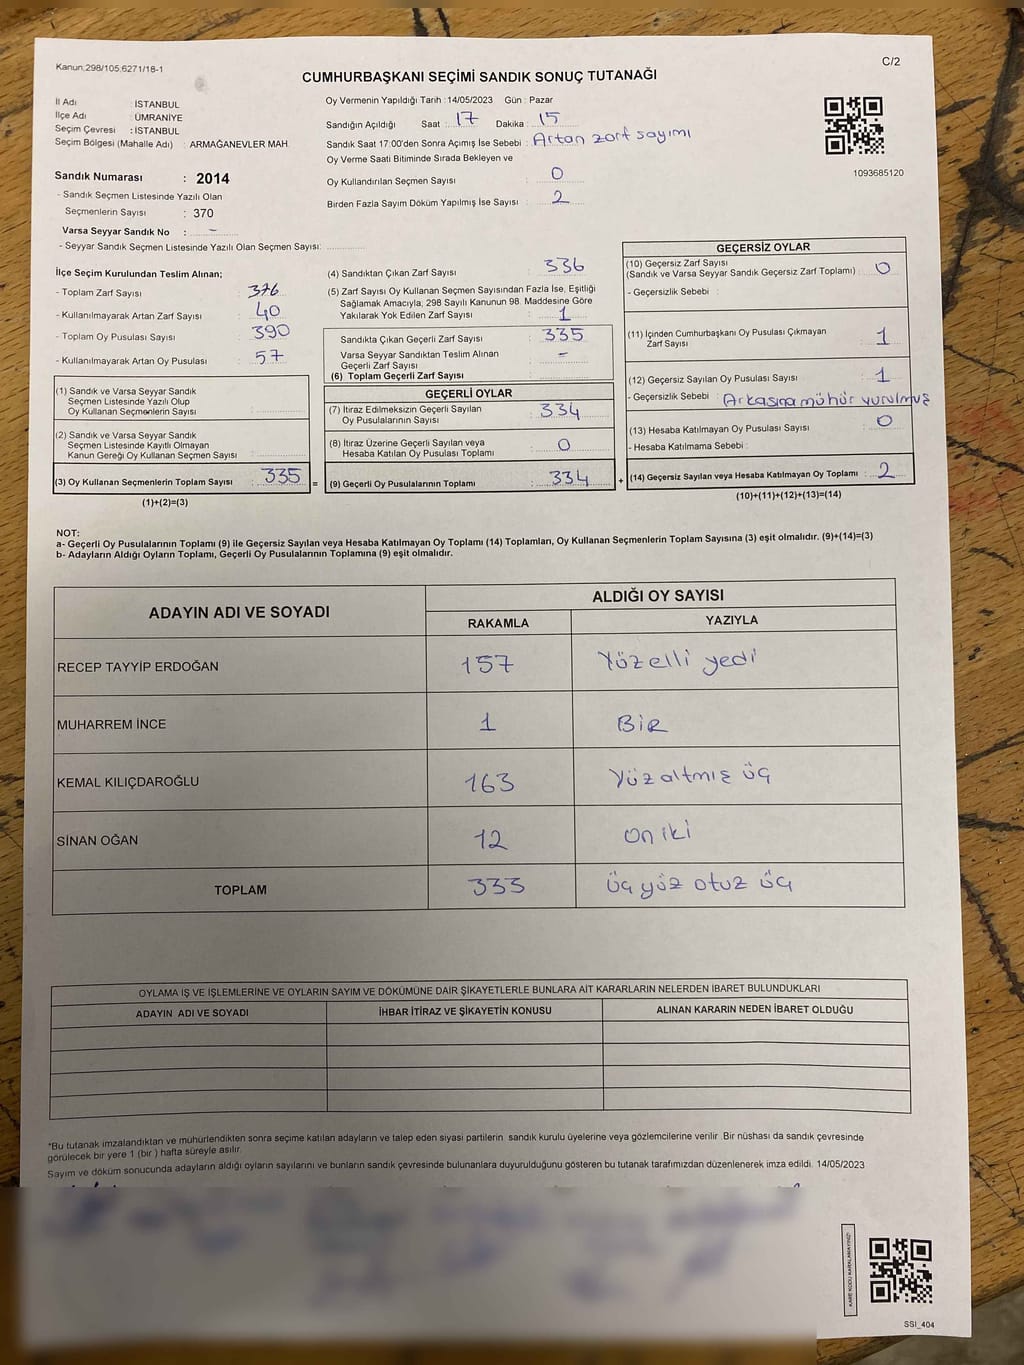 Kanun.298/105,6271/18-1
C/2
CUMHURBAŞKANI SEÇİMİ SANDIK SONUÇ TUTANAĞI
İl Adı : İSTANBUL
İlçe Adı : ÜMRANİYE
Seçim Çevresi : İSTANBUL
Seçim Bölgesi (Mahalle Adı) : ARMAĞANEVLER MAH.
Oy Vermenin Yapıldığı Tarih : 14/05/2023 Gün : Pazar
Sandığın Açıldığı Saat : 17 Dakika : 15
Sandık Saat 17:00'den Sonra Açımış İse Sebebi : Artan zarf sayımı
Oy Verme Saati Bitiminde Sırada Bekleyen ve
Oy Kullandırılan Seçmen Sayısı : 0
Birden Fazla Sayım Döküm Yapılmış İse Sayısı : 2
1093685120
Sandık Numarası : 2014
- Sandık Seçmen Listesinde Yazılı Olan
Seçmenlerin Sayısı : 370
Varsa Seyyar Sandık No : -
- Seyyar Sandık Seçmen Listesinde Yazılı Olan Seçmen Sayısı:
İlçe Seçim Kurulundan Teslim Alınan;
- Toplam Zarf Sayısı : 376
- Kullanılmayarak Artan Zarf Sayısı : 40
- Toplam Oy Pusulası Sayısı : 390
- Kullanılmayarak Artan Oy Pusulası : 57
(1) Sandık ve Varsa Seyyar Sandık
Seçmen Listesinde Yazılı Olup
Oy Kullanan Seçmenlerin Sayısı :
(2) Sandık ve Varsa Seyyar Sandık
Seçmen Listesinde Kayıtlı Olmayan
Kanun Gereği Oy Kullanan Seçmen Sayısı :
(3) Oy Kullanan Seçmenlerin Toplam Sayısı : 335 =
(1)+(2)=(3)
(4) Sandıktan Çıkan Zarf Sayısı : 336
(5) Zarf Sayısı Oy Kullanan Seçmen Sayısından Fazla İse, Eşitliği
Sağlamak Amacıyla, 298 Sayılı Kanunun 98. Maddesine Göre
Yakılarak Yok Edilen Zarf Sayısı : 1
Sandıkta Çıkan Geçerli Zarf Sayısı : 335
Varsa Seyyar Sandıktan Teslim Alınan
Geçerli Zarf Sayısı : -
(6) Toplam Geçerli Zarf Sayısı :
GEÇERLİ OYLAR
(7) İtiraz Edilmeksizin Geçerli Sayılan
Oy Pusulalarının Sayısı : 334
(8) İtiraz Üzerine Geçerli Sayılan veya
Hesaba Katılan Oy Pusulası Toplamı : 0
(9) Geçerli Oy Pusulalarının Toplamı : 334 +
GEÇERSİZ OYLAR
(10) Geçersiz Zarf Sayısı
(Sandık ve Varsa Seyyar Sandık Geçersiz Zarf Toplamı) : 0
- Geçersizlik Sebebi :
(11) İçinden Cumhurbaşkanı Oy Pusulası Çıkmayan
Zarf Sayısı : 1
(12) Geçersiz Sayılan Oy Pusulası Sayısı : 1
- Geçersizlik Sebebi : Arkasına mühür vurulmuş
(13) Hesaba Katılmayan Oy Pusulası Sayısı : 0
- Hesaba Katılmama Sebebi :
(14) Geçersiz Sayılan veya Hesaba Katılmayan Oy Toplamı : 2
(10)+(11)+(12)+(13)=(14)
NOT:
a- Geçerli Oy Pusulalarının Toplamı (9) ile Geçersiz Sayılan veya Hesaba Katılmayan Oy Toplamı (14) Toplamları, Oy Kullanan Seçmenlerin Toplam Sayısına (3) eşit olmalıdır. (9)+(14)=(3)
b- Adayların Aldığı Oyların Toplamı, Geçerli Oy Pusulalarının Toplamına (9) eşit olmalıdır.
ADAYIN ADI VE SOYADI ALDIĞI OY SAYISI
RAKAMLA YAZIYLA
RECEP TAYYİP ERDOĞAN 157 Yüz elli yedi
MUHARREM İNCE 1 BİR
KEMAL KILIÇDAROĞLU 163 Yüz altmış üç
SİNAN OĞAN 12 on iki
TOPLAM 333 üç yüz otuz üç
OYLAMA İŞ VE İŞLEMLERİNE VE OYLARIN SAYIM VE DÖKÜMÜNE DAİR ŞİKAYETLERLE BUNLARA AİT KARARLARIN NELERDEN İBARET BULUNDUKLARI
ADAYIN ADI VE SOYADI İHBAR İTİRAZ VE ŞİKAYETİN KONUSU ALINAN KARARIN NEDEN İBARET OLDUĞU
*Bu tutanak imzalandıktan ve mühürlendikten sonra seçime katılan adayların ve talep eden siyasi partilerin sandık kurulu üyelerine veya gözlemcilerine verilir. Bir nüshası da sandık çevresinde
görülecek bir yere 1 (bir) hafta süreyle asılır.
Sayım ve döküm sonucunda adayların aldığı oyların sayılarını ve bunların sandık çevresinde bulunanlara duyurulduğunu gösteren bu tutanak tarafımızdan düzenlenerek imza edildi. 14/05/2023
KARE KODU KARALAMAYINIZ!
SSI_404